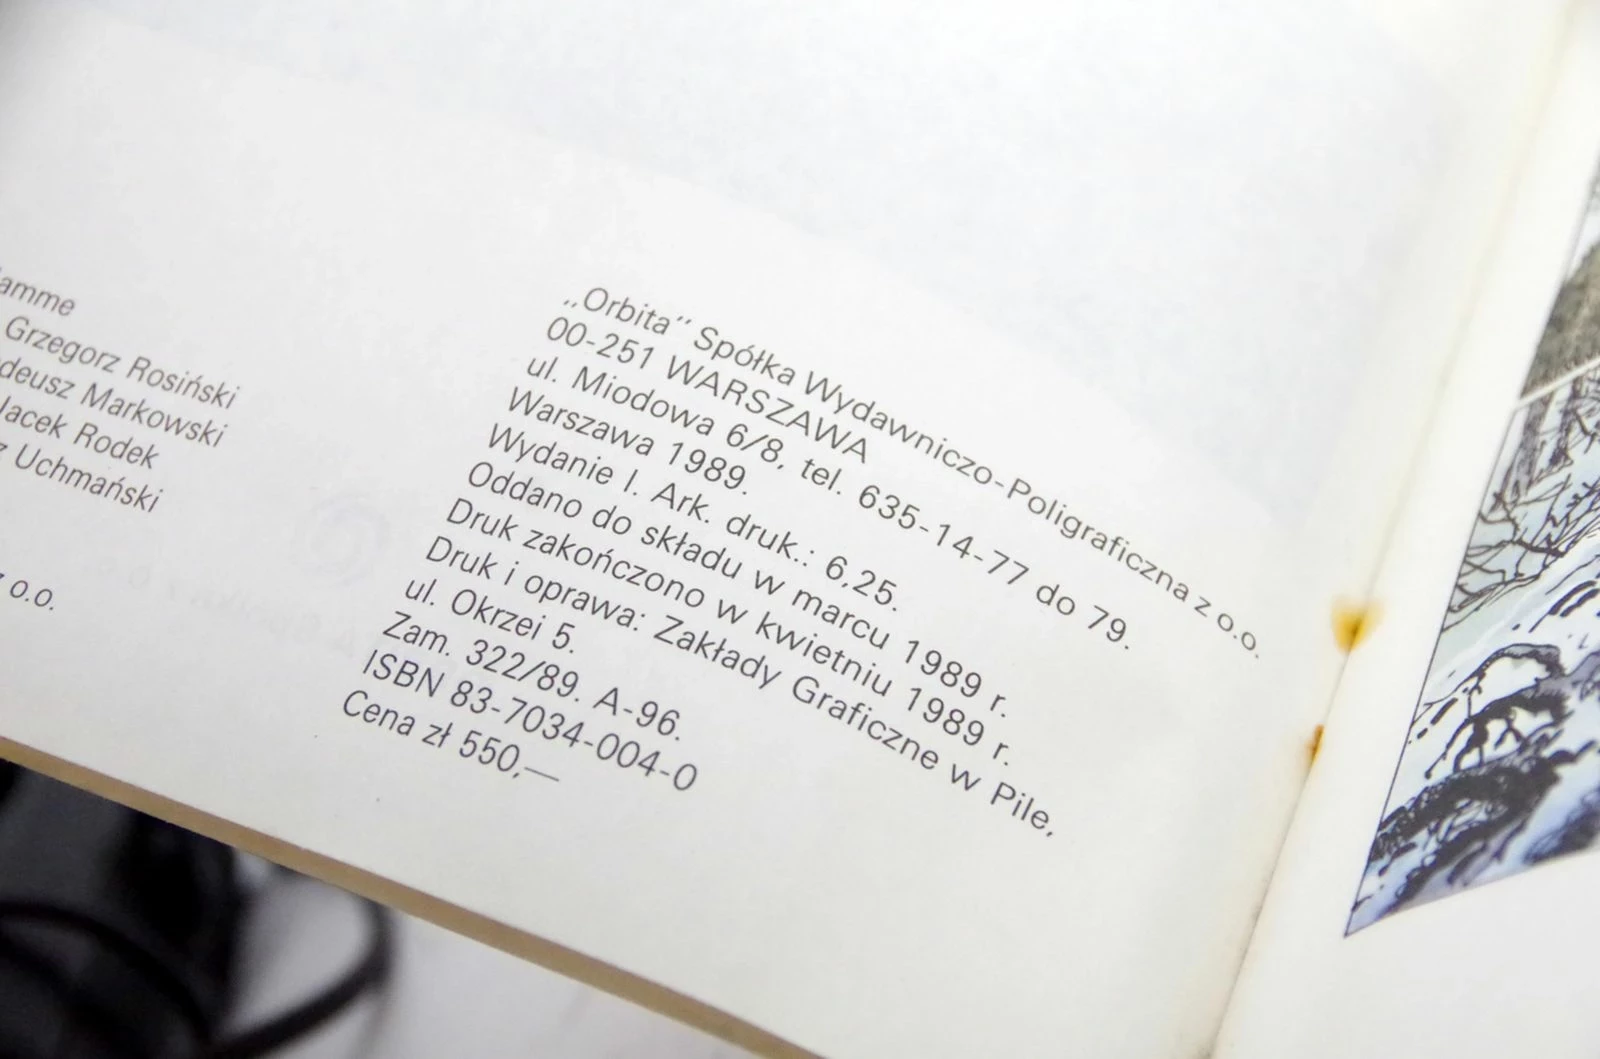 Grzegorz Rosiński
Markowski
Jacek Rodek
Uchmański
z o.o.
„Orbita” Spółka Wydawniczo-Poligraficzna z o.o.
00-251 WARSZAWA
ul. Miodowa 6/8, tel. 635-14-77 do 79.
Warszawa 1989.
Wydanie I. Ark. druk.: 6,25.
Oddano do składu w marcu 1989 r.
Druk zakończono w kwietniu 1989 r.
Druk i oprawa: Zakłady Graficzne w Pile,
ul. Okrzei 5.
Zam. 322/89. A-96.
ISBN 83-7034-004-0
Cena zł 550,—